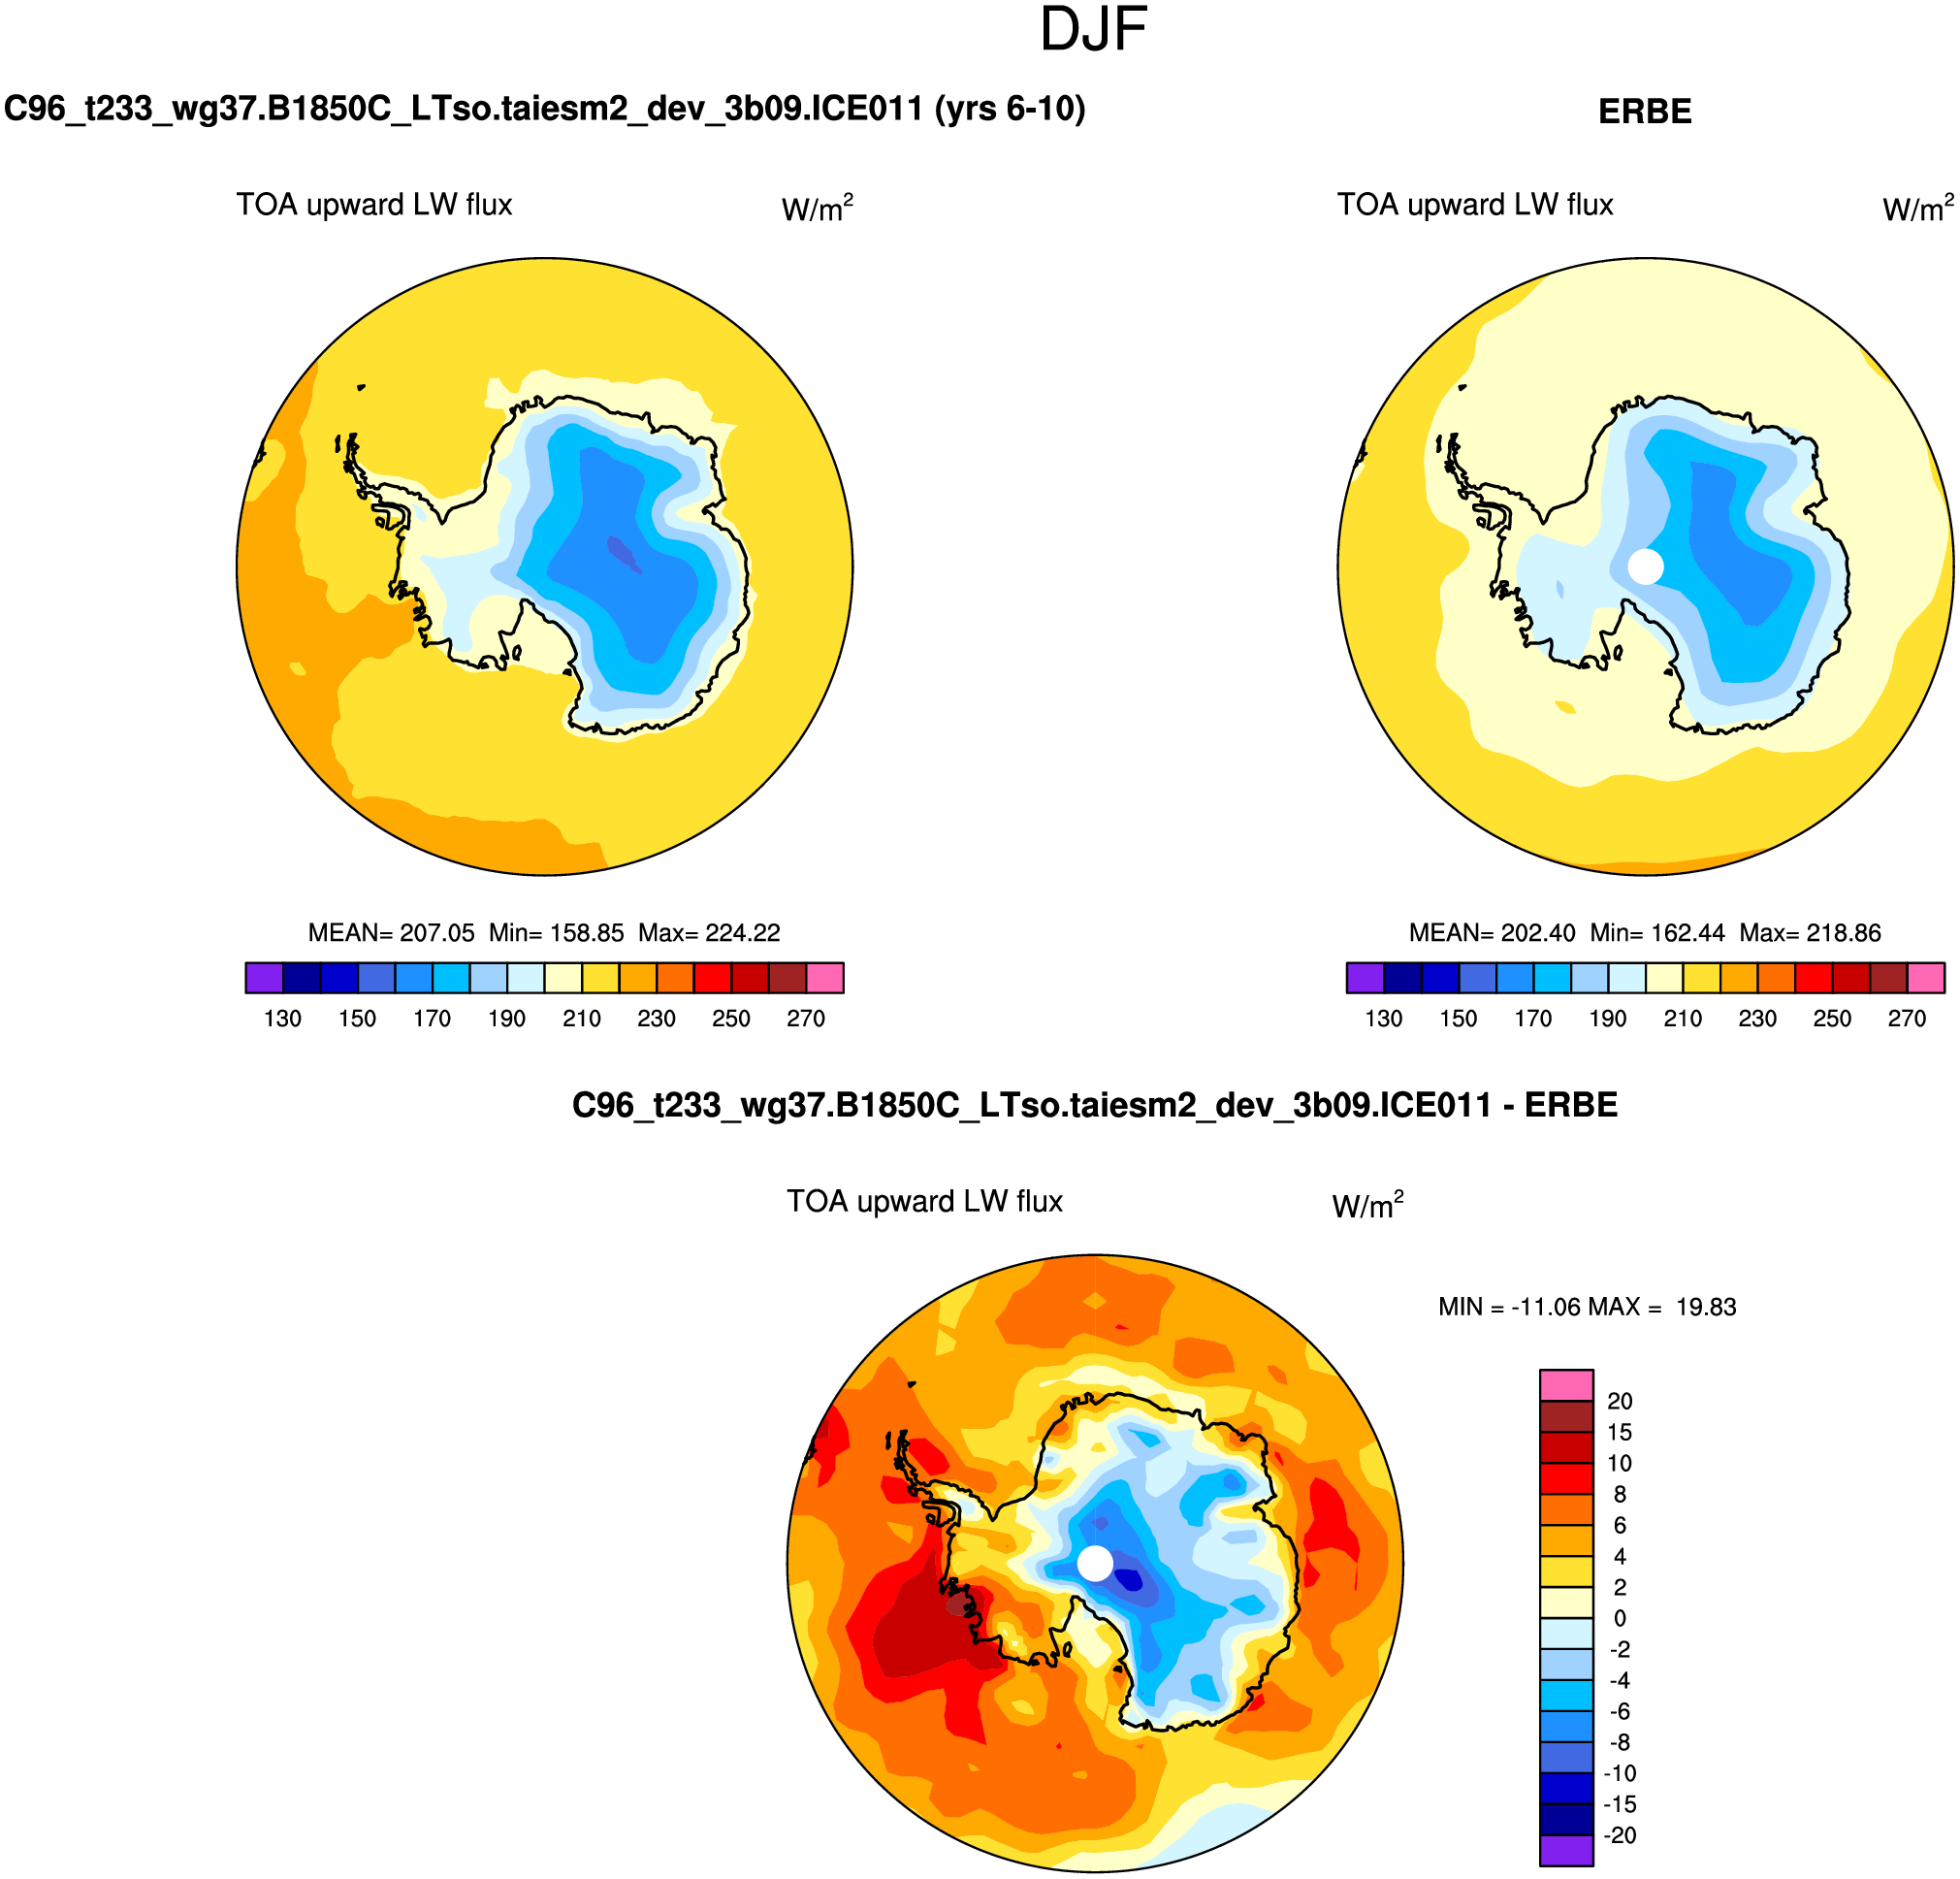 DJF
C96_t233_wg37.B1850C_LTso.taiesm2_dev_3b09.ICE011 (yrs 6-10)
ERBE
TOA upward LW flux W/m²
TOA upward LW flux W/m²
MEAN= 207.05 Min= 158.85 Max= 224.22
MEAN= 202.40 Min= 162.44 Max= 218.86
130 150 170 190 210 230 250 270
130 150 170 190 210 230 250 270
C96_t233_wg37.B1850C_LTso.taiesm2_dev_3b09.ICE011 - ERBE
TOA upward LW flux W/m²
MIN = -11.06 MAX = 19.83
20
15
10
8
6
4
2
0
-2
-4
-6
-8
-10
-15
-20